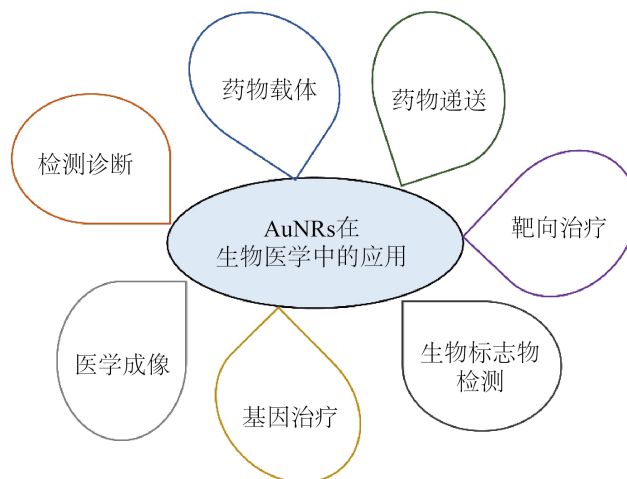 药物载体
药物递送
检测诊断
AuNRs在
生物医学中的应用
靶向治疗
医学成像
生物标志物
检测
基因治疗